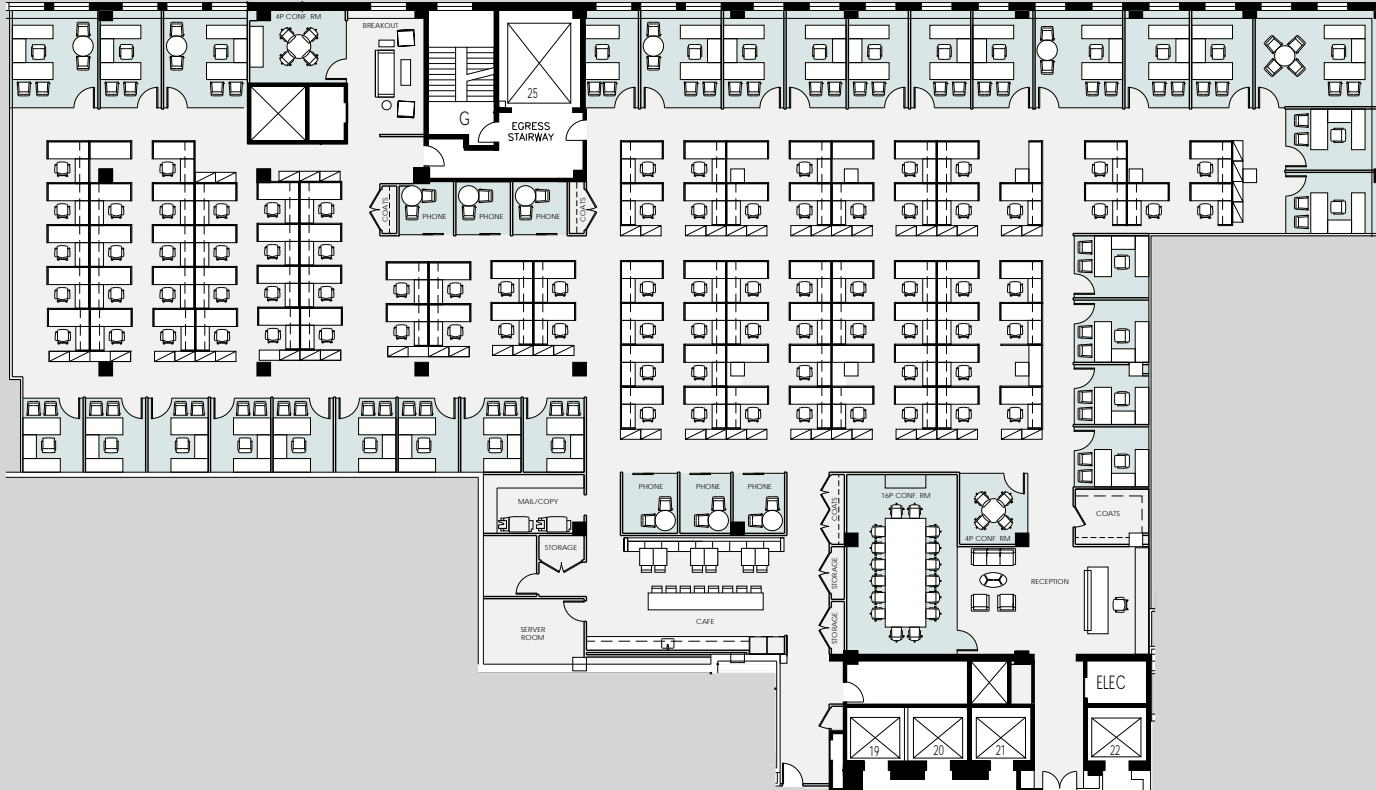 4P CONF. RM
BREAKOUT
25
G
EGRESS
STAIRWAY
COATS
PHONE
PHONE
PHONE
COATS
PHONE
PHONE
PHONE
MAIL/COPY
COATS
16P CONF. RM
COATS
4P CONF. RM
STORAGE
STORAGE
RECEPTION
CAFE
SERVER
ROOM
STORAGE
ELEC
19
20
21
22